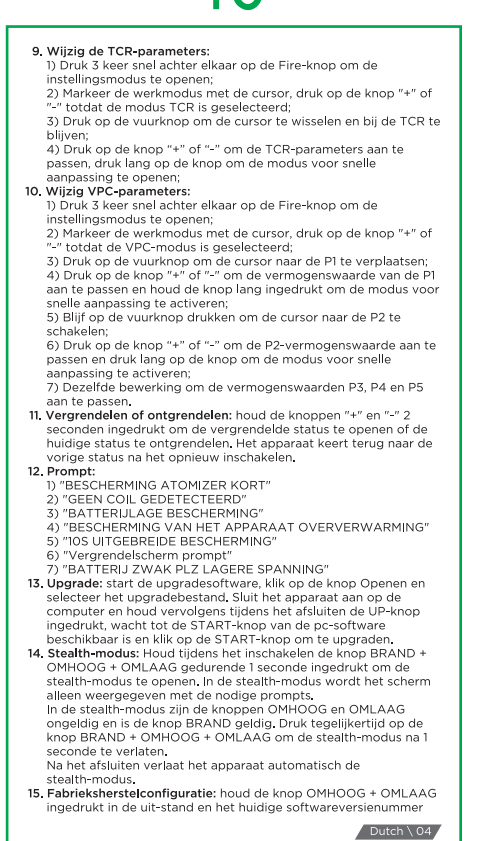 9. Wijzig de TCR-parameters:
1) Druk 3 keer snel achter elkaar op de Fire-knop om de
instellingsmodus te openen;
2) Markeer de werkmodus met de cursor, druk op de knop "+" of
"-" totdat de modus TCR is geselecteerd;
3) Druk op de vuurknop om de cursor te wisselen en bij de TCR te
blijven;
4) Druk op de knop “+” of “-” om de TCR-parameters aan te
passen, druk lang op de knop om de modus voor snelle
aanpassing te openen;
10. Wijzig VPC-parameters:
1) Druk 3 keer snel achter elkaar op de Fire-knop om de
instellingsmodus te openen;
2) Markeer de werkmodus met de cursor, druk op de knop "+" of
"-" totdat de VPC-modus is geselecteerd;
3) Druk op de vuurknop om de cursor naar de P1 te verplaatsen;
4) Druk op de knop "+" of "-" om de vermogenswaarde van de P1
aan te passen en houd de knop lang ingedrukt om de modus voor
snelle aanpassing te activeren;
5) Blijf op de vuurknop drukken om de cursor naar de P2 te
schakelen;
6) Druk op de knop “+” of “-” om de P2-vermogenswaarde aan te
passen en druk lang op de knop om de modus voor snelle
aanpassing te activeren;
7) Dezelfde bewerking om de vermogenswaarden P3, P4 en P5
aan te passen.
11. Vergrendelen of ontgrendelen: houd de knoppen "+" en "-" 2
seconden ingedrukt om de vergrendelde status te openen of de
huidige status te ontgrendelen. Het apparaat keert terug naar de
vorige status na het opnieuw inschakelen.
12. Prompt:
1) "BESCHERMING ATOMIZER KORT"
2) "GEEN COIL GEDETECTEERD"
3) "BATTERIJLAGE BESCHERMING"
4) "BESCHERMING VAN HET APPARAAT OVERVERWARMING"
5) "10S UITGEBREIDE BESCHERMING"
6) "Vergrendelscherm prompt"
7) "BATTERIJ ZWAK PLZ LAGERE SPANNING"
13. Upgrade: start de upgradesoftware, klik op de knop Openen en
selecteer het upgradebestand. Sluit het apparaat aan op de
computer en houd vervolgens tijdens het afsluiten de UP-knop
ingedrukt, wacht tot de START-knop van de pc-software
beschikbaar is en klik op de START-knop om te upgraden.
14. Stealth-modus: Houd tijdens het inschakelen de knop BRAND +
OMHOOG + OMLAAG gedurende 1 seconde ingedrukt om de
stealth-modus te openen. In de stealth-modus wordt het scherm
alleen weergegeven met de nodige prompts.
In de stealth-modus zijn de knoppen OMHOOG en OMLAAG
ongeldig en is de knop BRAND geldig. Druk tegelijkertijd op de
knop BRAND + OMHOOG + OMLAAG om de stealth-modus na 1
seconde te verlaten.
Na het afsluiten verlaat het apparaat automatisch de
stealth-modus.
15. Fabrieksherstelconfiguratie: houd de knop OMHOOG + OMLAAG
ingedrukt in de uit-stand en het huidige softwareversienummer
Dutch \ 04